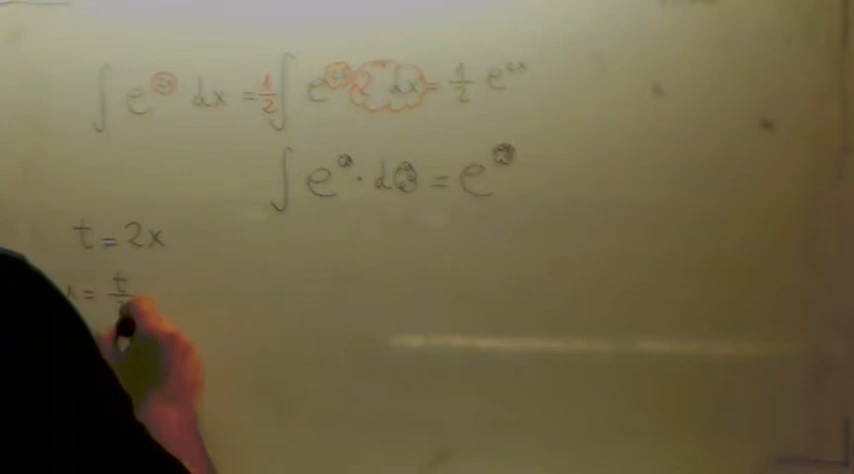 ∫ e^{2x} dx = 1/2 ∫ e^{2x} 2 dx = 1/2 e^{2x}
∫ e · d = e
t = 2x
= t